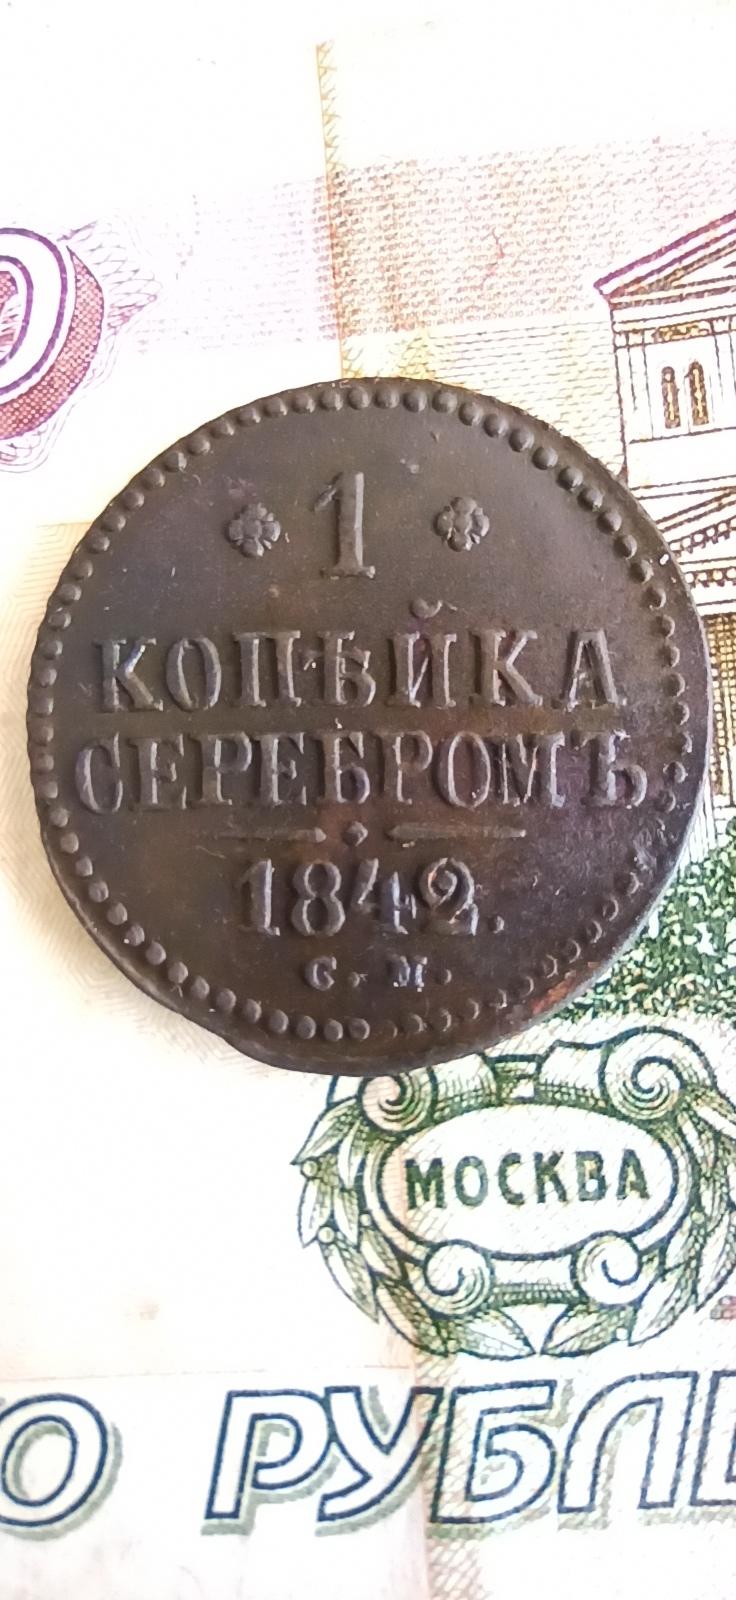 1
КОПѢЙКА
СЕРЕБРОМЪ
1842.
С. М.
МОСКВА
РУБЛ